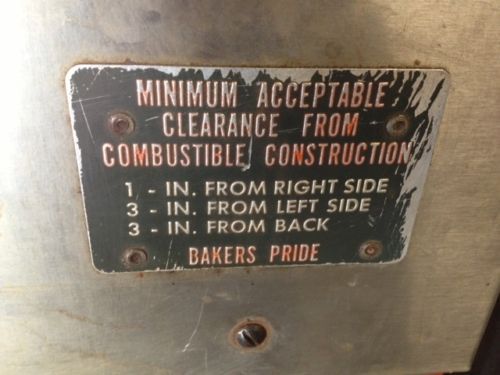 MINIMUM ACCEPTABLE
CLEARANCE FROM
COMBUSTIBLE CONSTRUCTION
1 - IN. FROM RIGHT SIDE
3 - IN. FROM LEFT SIDE
3 - IN. FROM BACK
BAKERS PRIDE